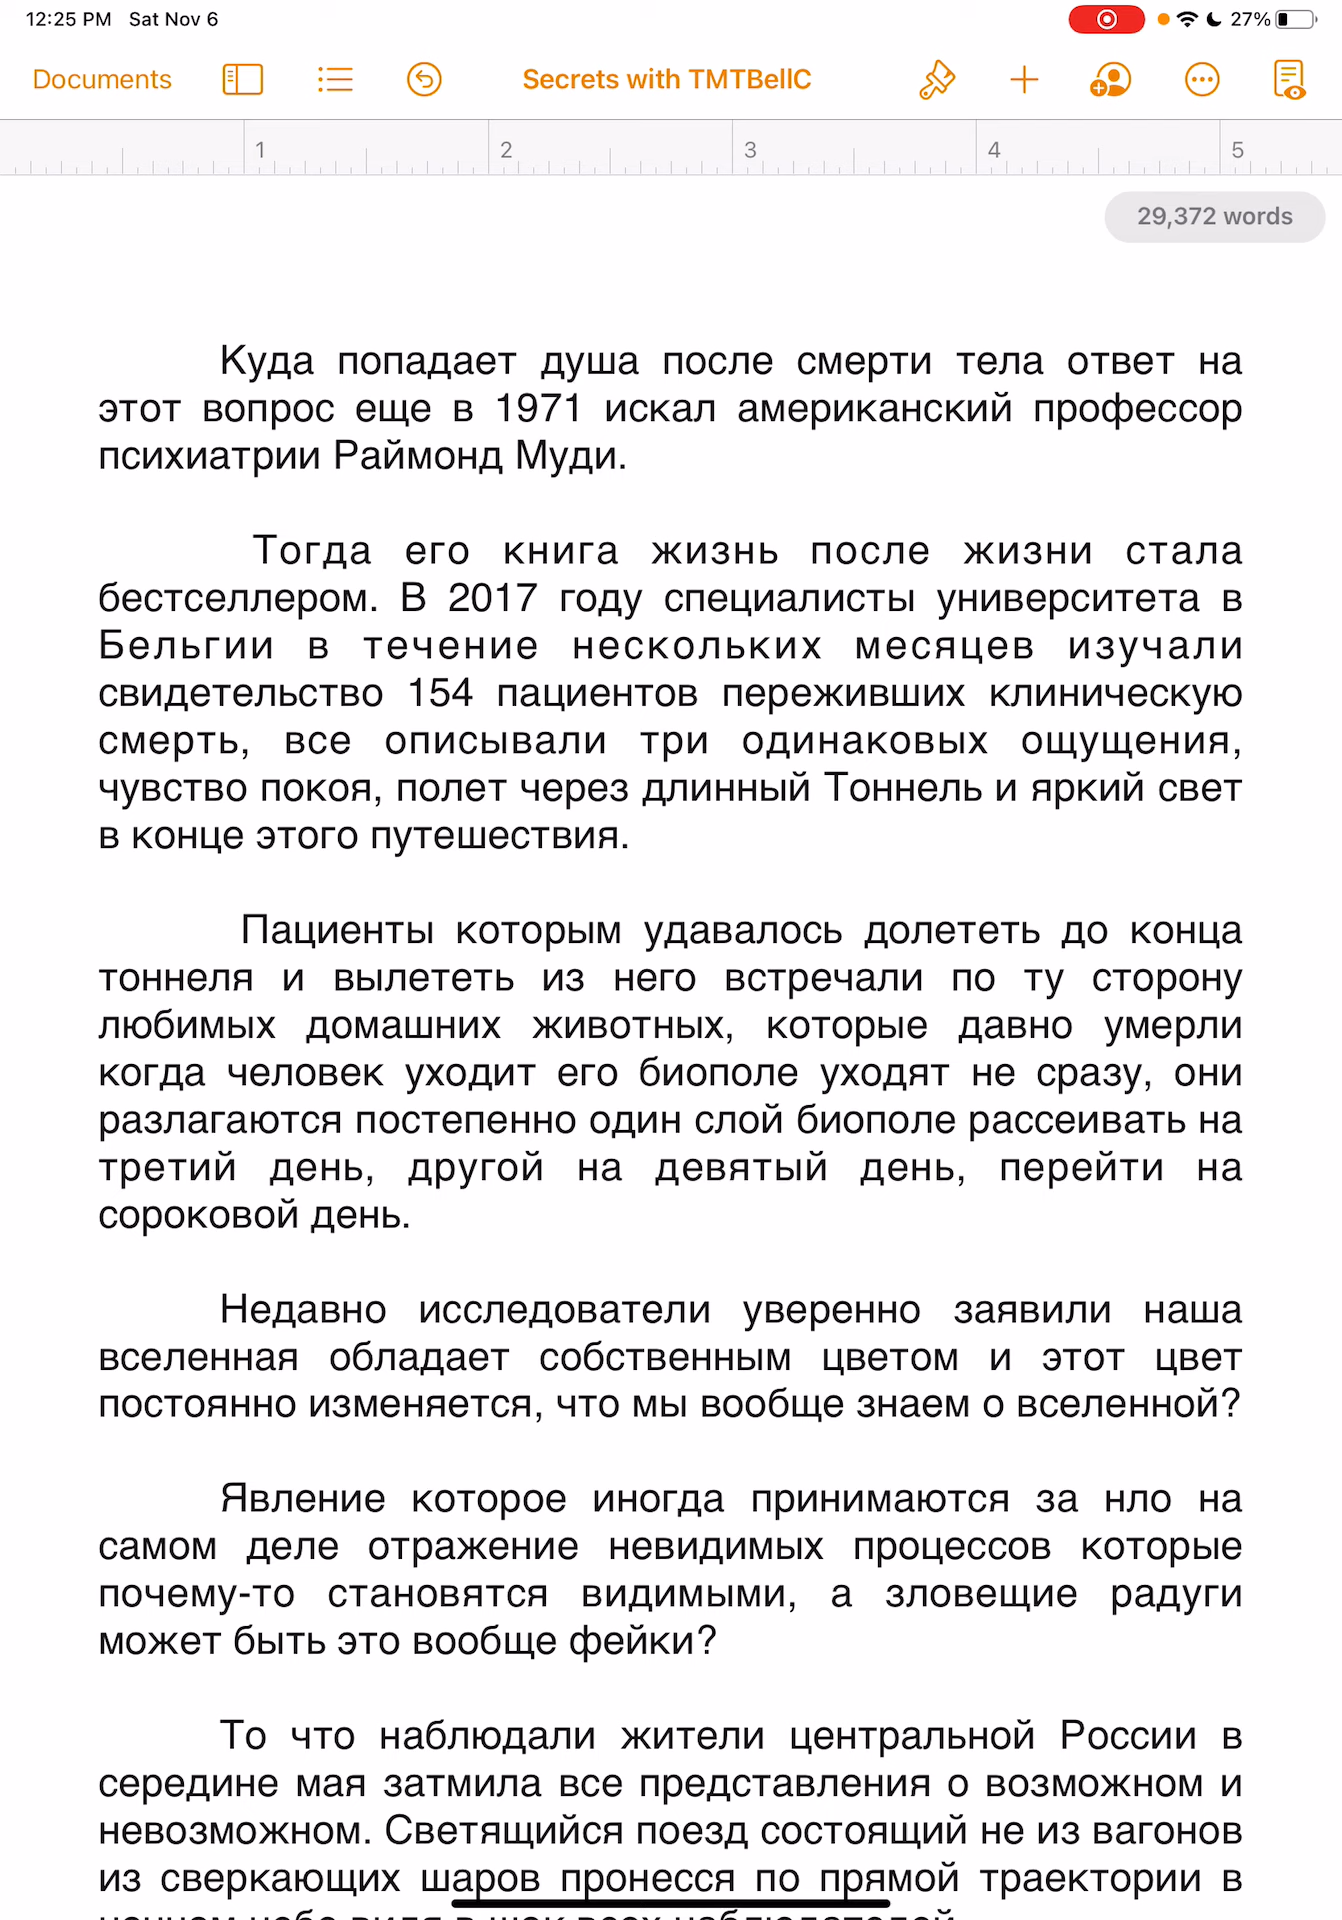 12:25 PM Sat Nov 6
27%
Documents
Secrets with TMTBellC
1 2 3 4 5
29,372 words
Куда попадает душа после смерти тела ответ на
этот вопрос еще в 1971 искал американский профессор
психиатрии Раймонд Муди.
Тогда его книга жизнь после жизни стала
бестселлером. В 2017 году специалисты университета в
Бельгии в течение нескольких месяцев изучали
свидетельство 154 пациентов переживших клиническую
смерть, все описывали три одинаковых ощущения,
чувство покоя, полет через длинный Тоннель и яркий свет
в конце этого путешествия.
Пациенты которым удавалось долететь до конца
тоннеля и вылететь из него встречали по ту сторону
любимых домашних животных, которые давно умерли
когда человек уходит его биополе уходят не сразу, они
разлагаются постепенно один слой биополе рассеивать на
третий день, другой на девятый день, перейти на
сороковой день.
Недавно исследователи уверенно заявили наша
вселенная обладает собственным цветом и этот цвет
постоянно изменяется, что мы вообще знаем о вселенной?
Явление которое иногда принимаются за нло на
самом деле отражение невидимых процессов которые
почему-то становятся видимыми, а зловещие радуги
может быть это вообще фейки?
То что наблюдали жители центральной России в
середине мая затмила все представления о возможном и
невозможном. Светящийся поезд состоящий не из вагонов
из сверкающих шаров пронесся по прямой траектории в